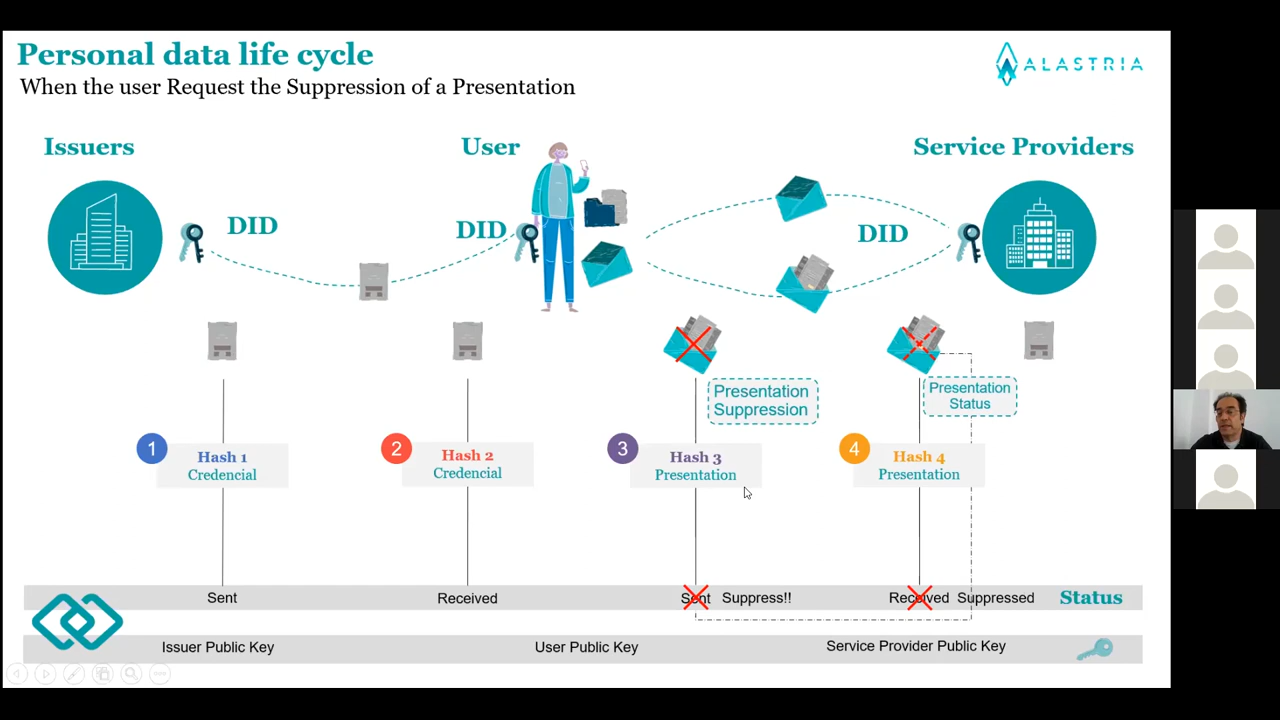 Personal data life cycle
ALASTRIA
When the user Request the Suppression of a Presentation
Issuers
User
Service Providers
DID
DID
DID
Presentation
Suppression
Presentation
Status
1
Hash 1
Credencial
2
Hash 2
Credencial
3
Hash 3
Presentation
4
Hash 4
Presentation
Sent
Received
Sent
Suppress!!
Received
Suppressed
Status
Issuer Public Key
User Public Key
Service Provider Public Key